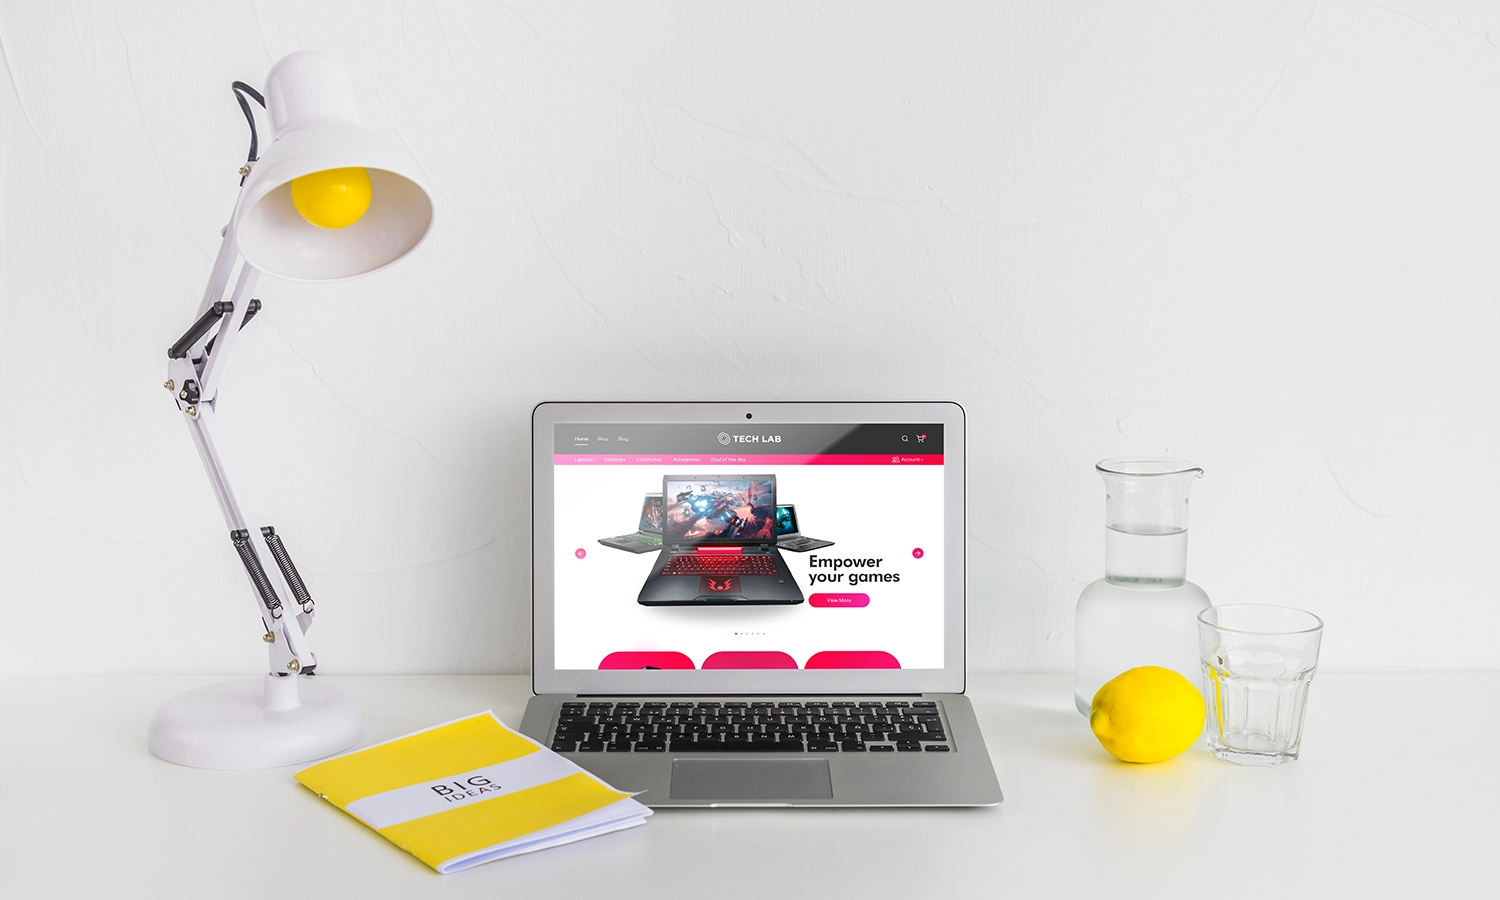 Home Shop Blog
TECH LAB
Laptops Desktops Cellphones Accessories Deal of the day
Account
Empower
your games
View More
BIG
IDEAS